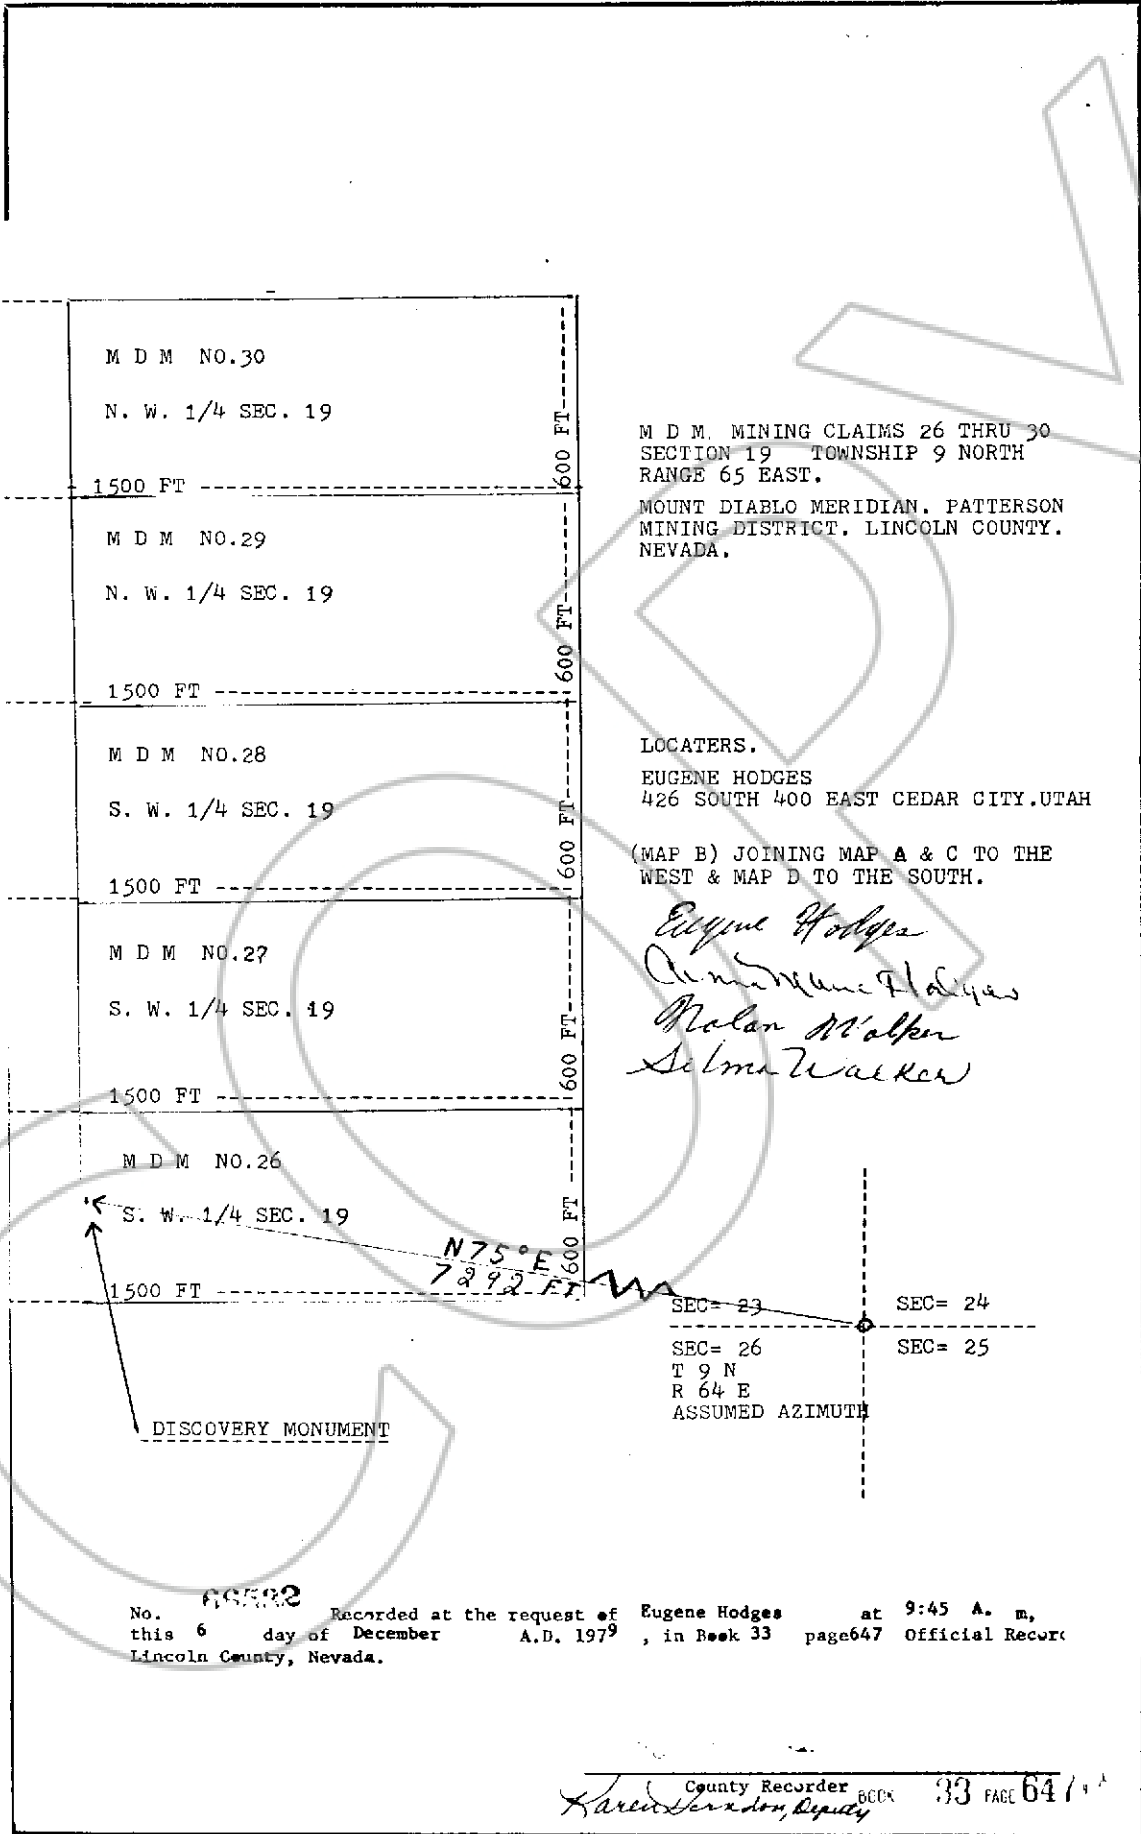 M D M NO.30
N. W. 1/4 SEC. 19
600 FT
1500 FT
M D M NO.29
N. W. 1/4 SEC. 19
600 FT
1500 FT
M D M NO.28
S. W. 1/4 SEC. 19
600 FT
1500 FT
M D M NO.27
S. W. 1/4 SEC. 19
600 FT
1500 FT
M D M NO.26
S. W. 1/4 SEC. 19
600 FT
N75°E
7292 FT
1500 FT
DISCOVERY MONUMENT
M D M. MINING CLAIMS 26 THRU 30
SECTION 19 TOWNSHIP 9 NORTH
RANGE 65 EAST.
MOUNT DIABLO MERIDIAN. PATTERSON
MINING DISTRICT. LINCOLN COUNTY.
NEVADA.
LOCATERS.
EUGENE HODGES
426 SOUTH 400 EAST CEDAR CITY.UTAH
(MAP B) JOINING MAP A & C TO THE
WEST & MAP D TO THE SOUTH.
Eugene Hodges
Nolan Walker
Selma Walker
SEC= 23 SEC= 24
SEC= 26 SEC= 25
T 9 N
R 64 E
ASSUMED AZIMUTH
No. Recorded at the request of Eugene Hodges at 9:45 A. m,
this 6 day of December A.D. 1979 , in Book 33 page647 Official Record
Lincoln County, Nevada.
County Recorder BOOK 33 PAGE 647
Karen , Deputy
COPY